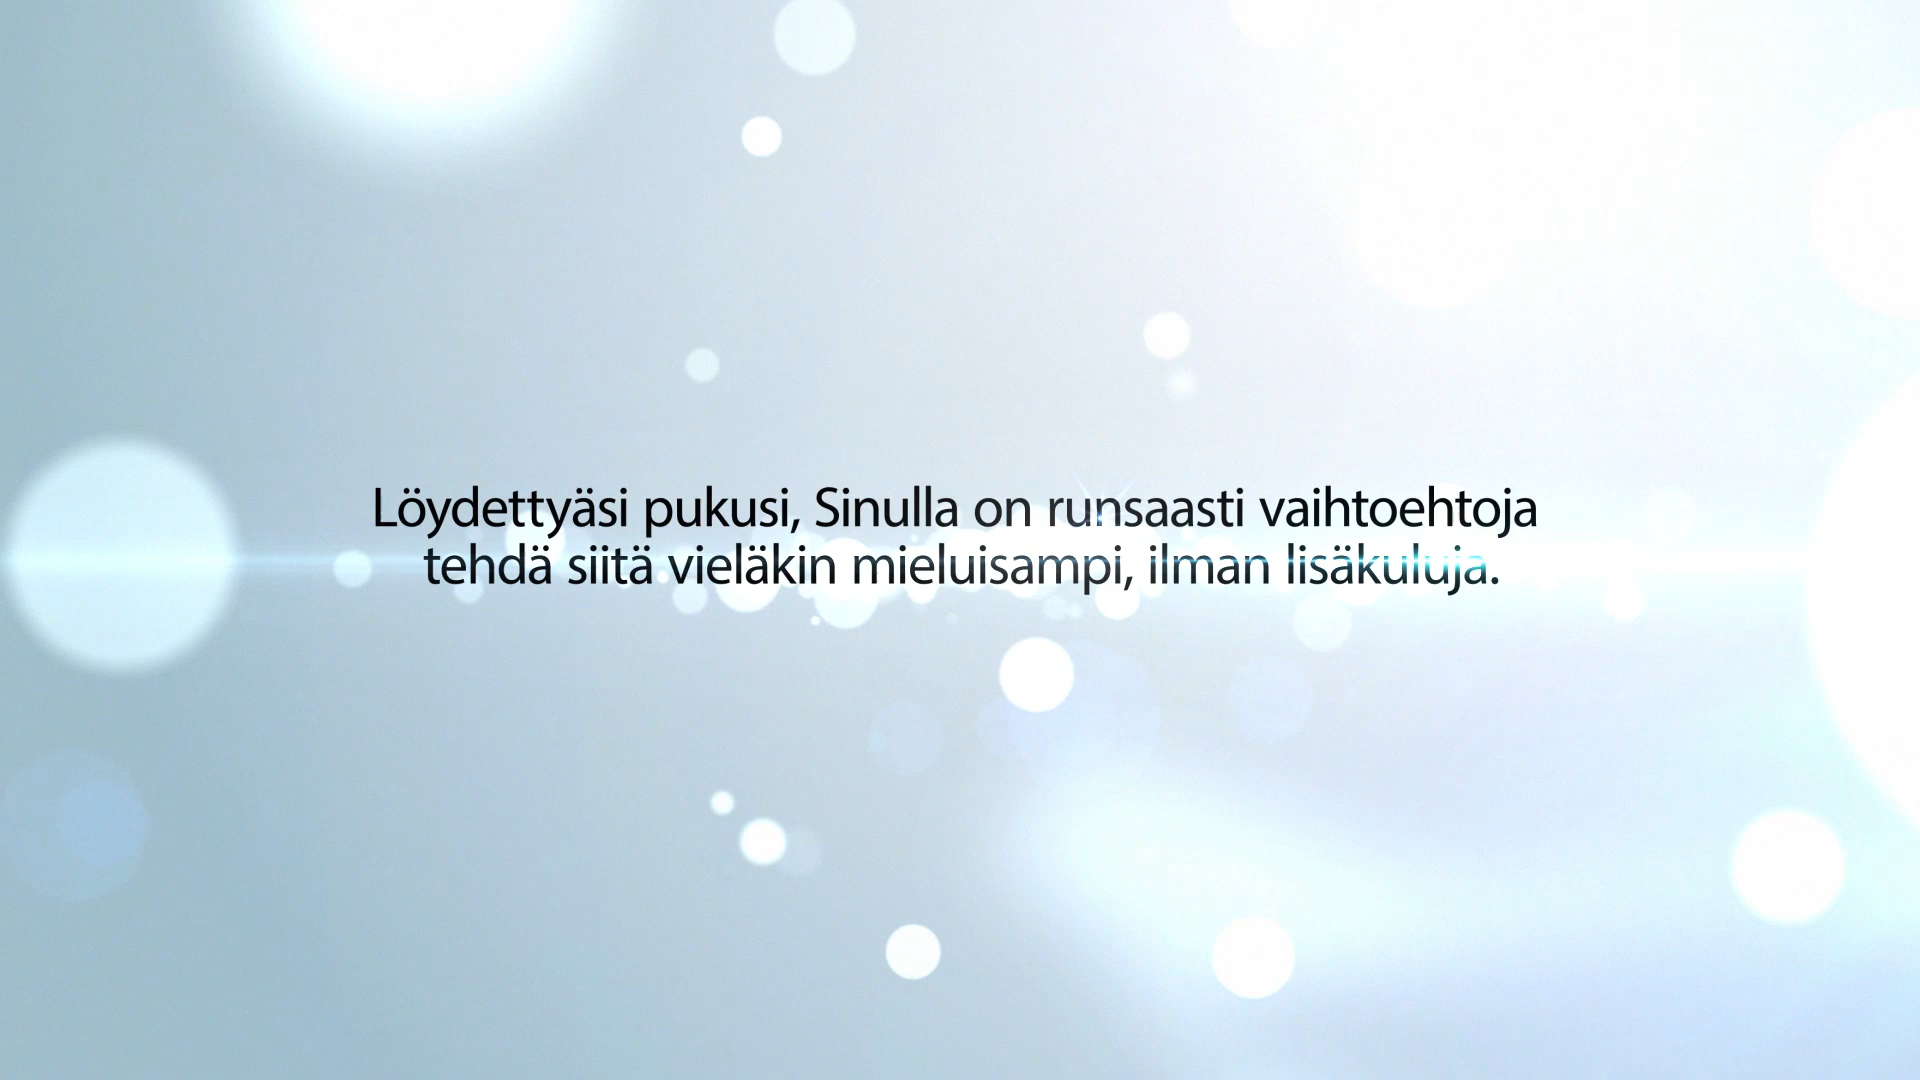 Löydettyäsi pukusi, Sinulla on runsaasti vaihtoehtoja
tehdä siitä vieläkin mieluisampi, ilman lisäkuluja.